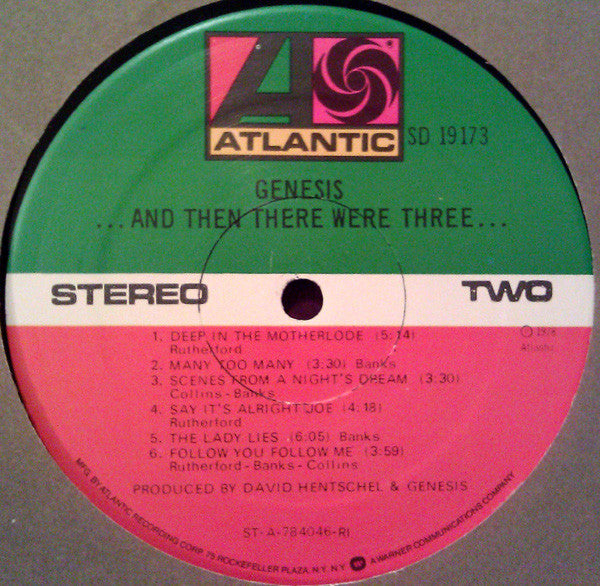 ATLANTIC
SD 19173
GENESIS
...AND THEN THERE WERE THREE...
STEREO
TWO
℗ 1978
Atlantic
1. DEEP IN THE MOTHERLODE (5:14)
Rutherford
2. MANY TOO MANY (3:30) Banks
3. SCENES FROM A NIGHT'S DREAM (3:30)
Collins-Banks
4. SAY IT'S ALRIGHT JOE (4:18)
Rutherford
5. THE LADY LIES (6:05) Banks
6. FOLLOW YOU FOLLOW ME (3:59)
Rutherford-Banks-Collins
PRODUCED BY DAVID HENTSCHEL & GENESIS
ST-A-784046-RI
MFG. BY ATLANTIC RECORDING CORP. 75 ROCKEFELLER PLAZA, N.Y. N.Y. A WARNER COMMUNICATIONS COMPANY